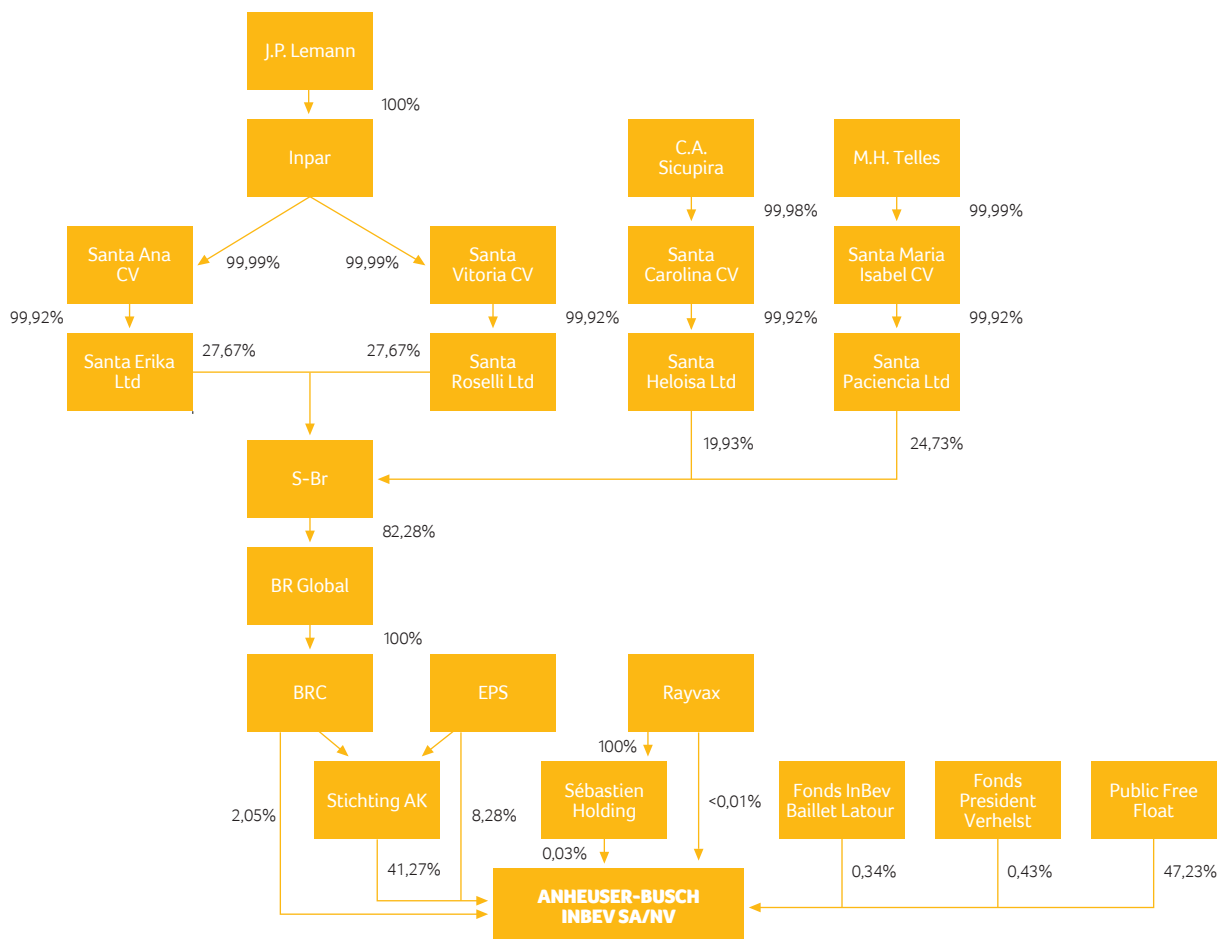 J.P. Lemann
100%
Inpar
C.A.
Sicupira
M.H. Telles
99,98%
99,99%
Santa Ana
CV
99,99%
99,99%
Santa
Vitoria CV
Santa
Carolina CV
Santa Maria
Isabel CV
99,92%
99,92%
99,92%
99,92%
Santa Erika
Ltd
27,67%
27,67%
Santa
Roselli Ltd
Santa
Heloisa Ltd
Santa
Paciencia Ltd
19,93%
24,73%
S-Br
82,28%
BR Global
100%
BRC
EPS
Rayvax
100%
Stichting AK
Sébastien
Holding
Fonds InBev
Baillet Latour
Fonds
President
Verhelst
Public Free
Float
2,05%
8,28%
<0,01%
41,27%
0,03%
0,34%
0,43%
47,23%
ANHEUSER-BUSCH
INBEV SA/NV